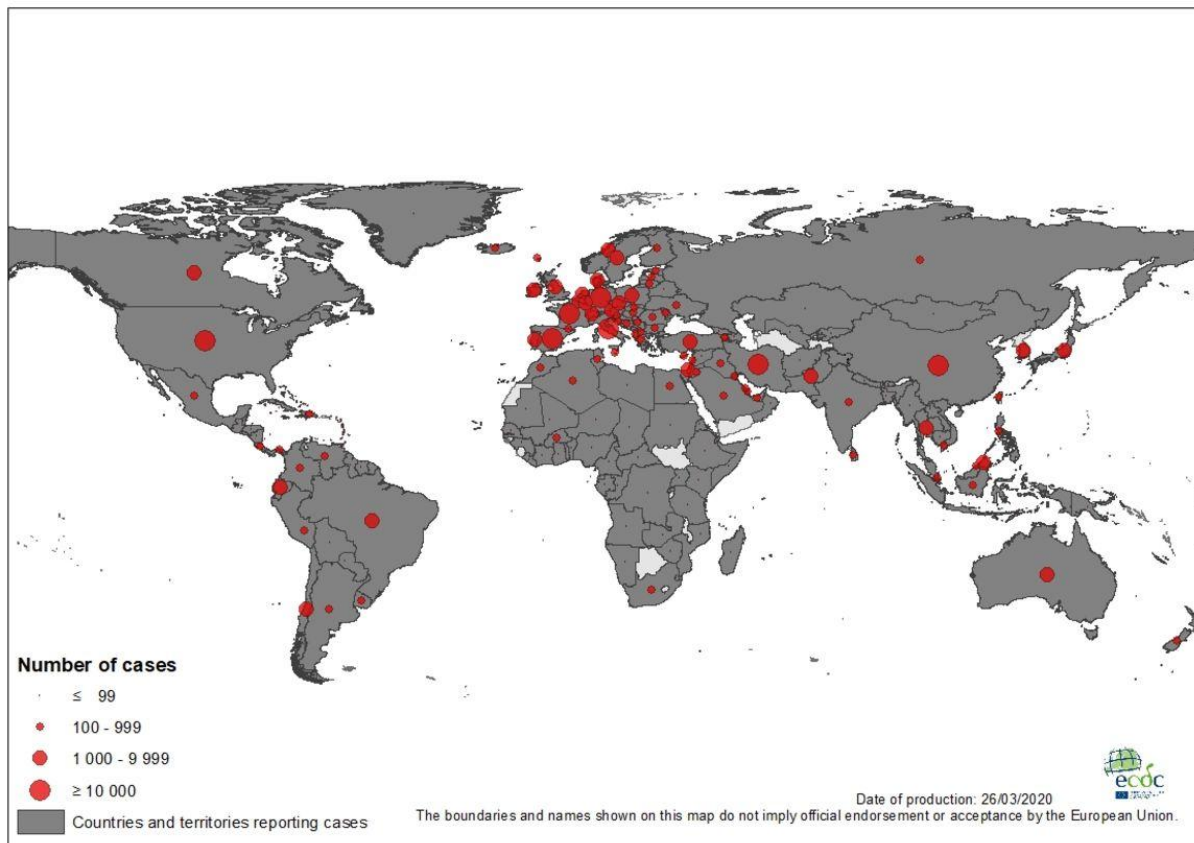 Number of cases
≤ 99
100 - 999
1 000 - 9 999
≥ 10 000
Countries and territories reporting cases
ecdc
Date of production: 26/03/2020
The boundaries and names shown on this map do not imply official endorsement or acceptance by the European Union.